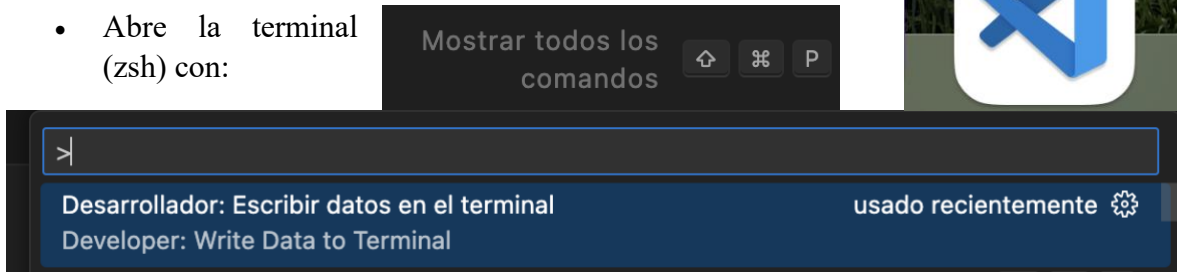 • Abre la terminal
(zsh) con:
Mostrar todos los
comandos
⇧ ⌘ P
>
Desarrollador: Escribir datos en el terminal
usado recientemente
Developer: Write Data to Terminal